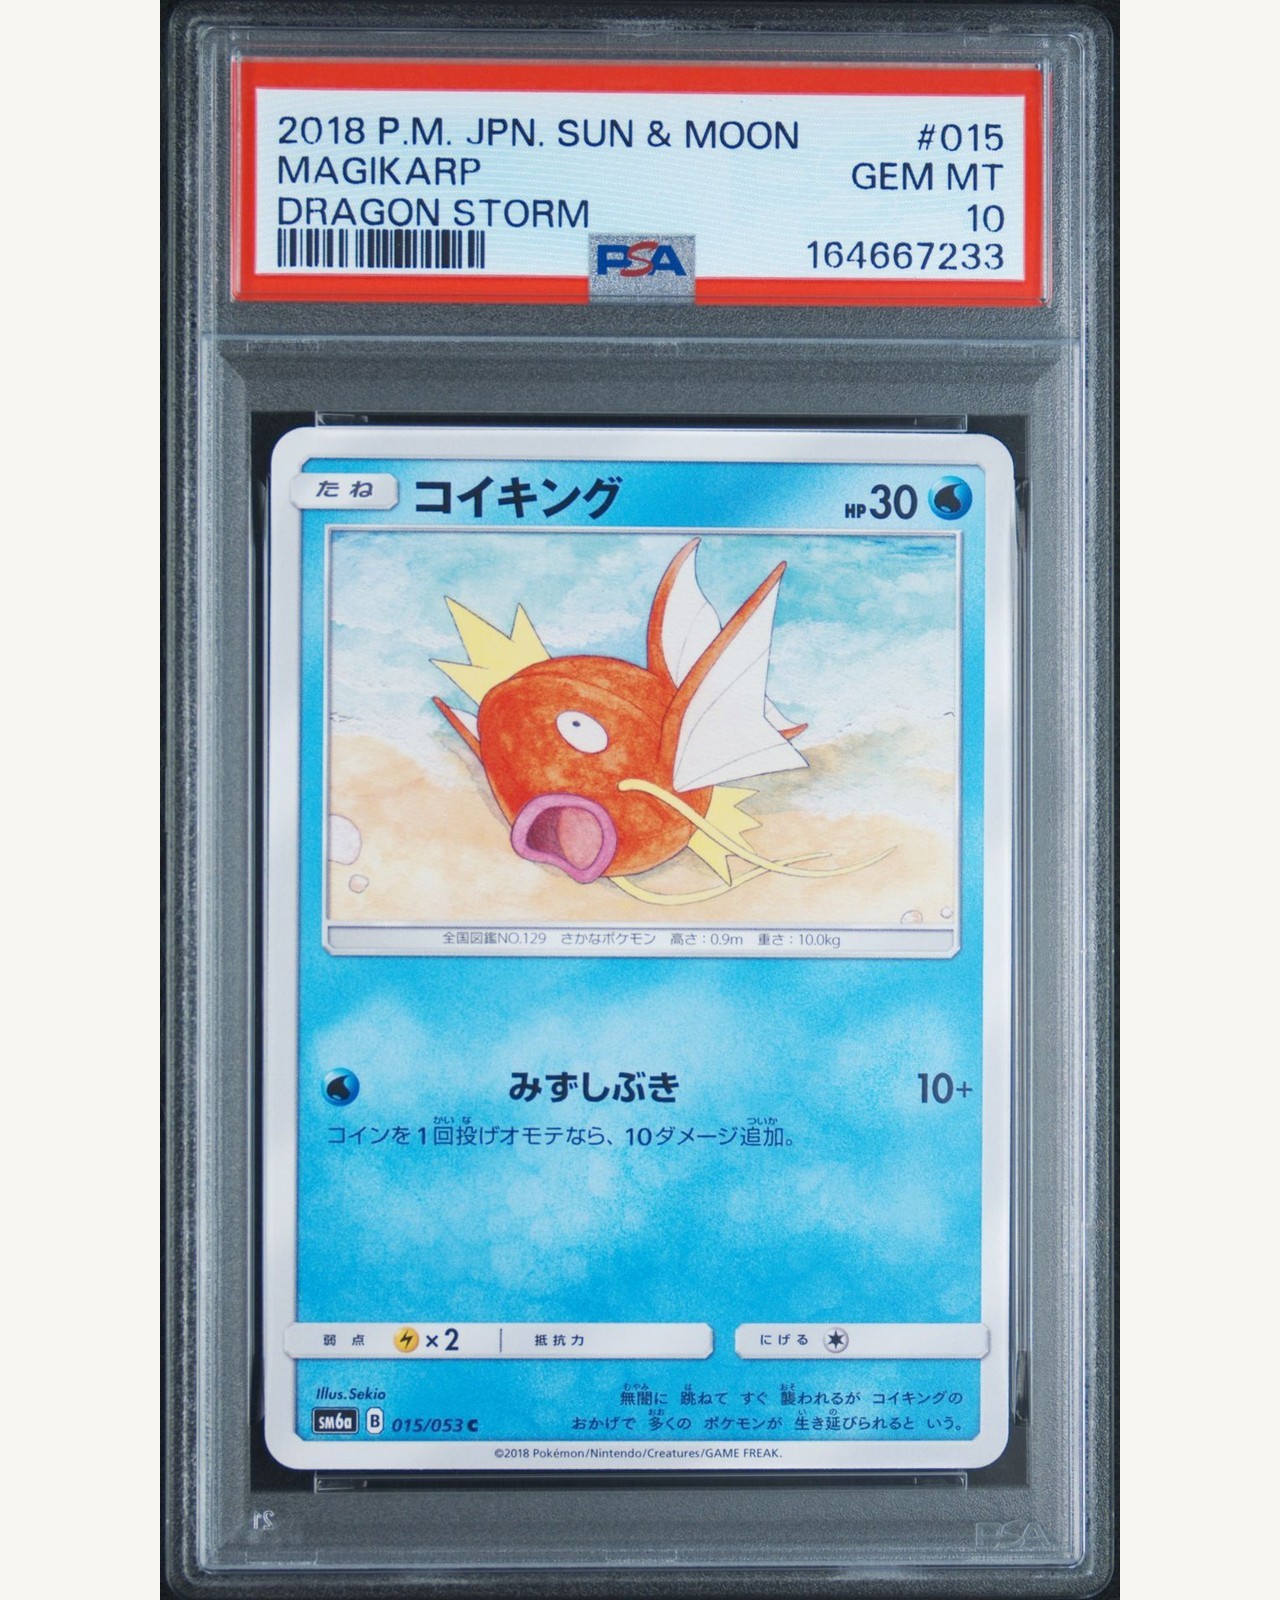 2018 P.M. JPN. SUN & MOON #015
MAGIKARP GEM MT
DRAGON STORM 10
PSA 164667233
たね コイキング HP30
全国図鑑NO.129 さかなポケモン 高さ:0.9m 重さ:10.0kg
みずしぶき 10+
コインを1回投げオモテなら、10ダメージ追加。
弱点 ×2 抵抗力 にげる
Illus.Sekio
無闇に 跳ねて すぐ 襲われるが コイキングの
おかげで 多くの ポケモンが 生き延びられると いう。
SM6a B 015/053 C
©2018 Pokémon/Nintendo/Creatures/GAME FREAK.
21
PSA